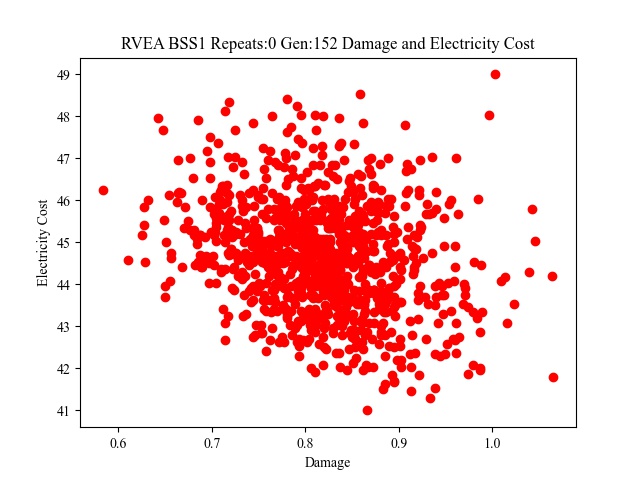 RVEA BSS1 Repeats:0 Gen:152 Damage and Electricity Cost
49
48
47
46
45
44
43
42
41
Electricity Cost
0.6 0.7 0.8 0.9 1.0
Damage